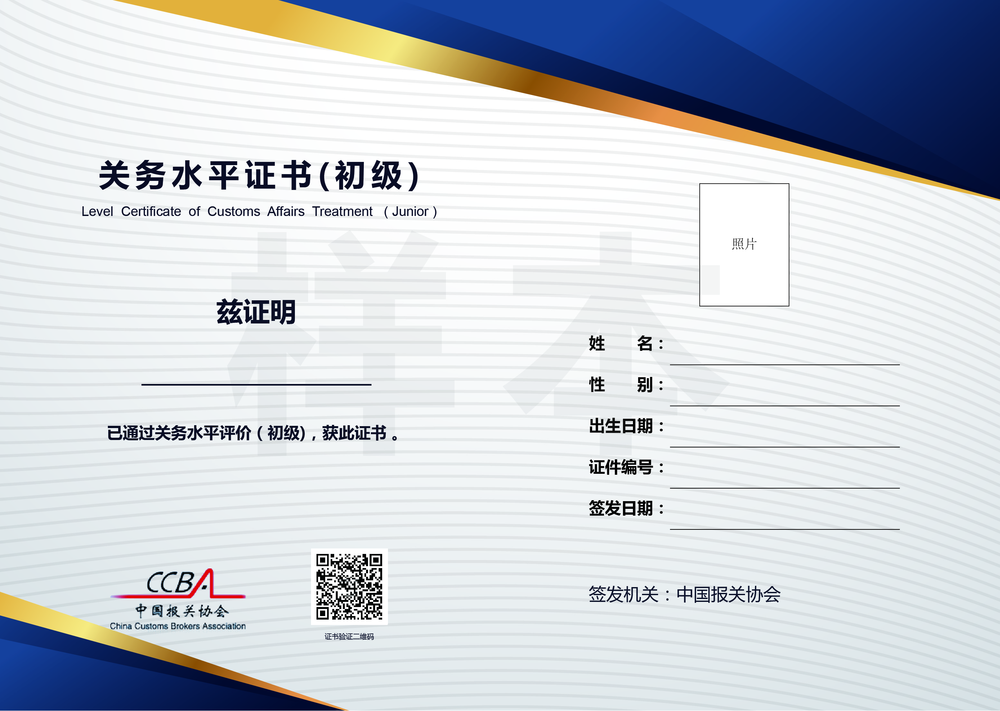 关务水平证书(初级)
Level Certificate of Customs Affairs Treatment （Junior）
样本
兹证明
已通过关务水平评价（初级)，获此证书 。
CCBA
中国报关协会
China Customs Brokers Association
证书验证二维码
照片
姓　　名：
性　　别：
出生日期：
证件编号：
签发日期：
签发机关：中国报关协会